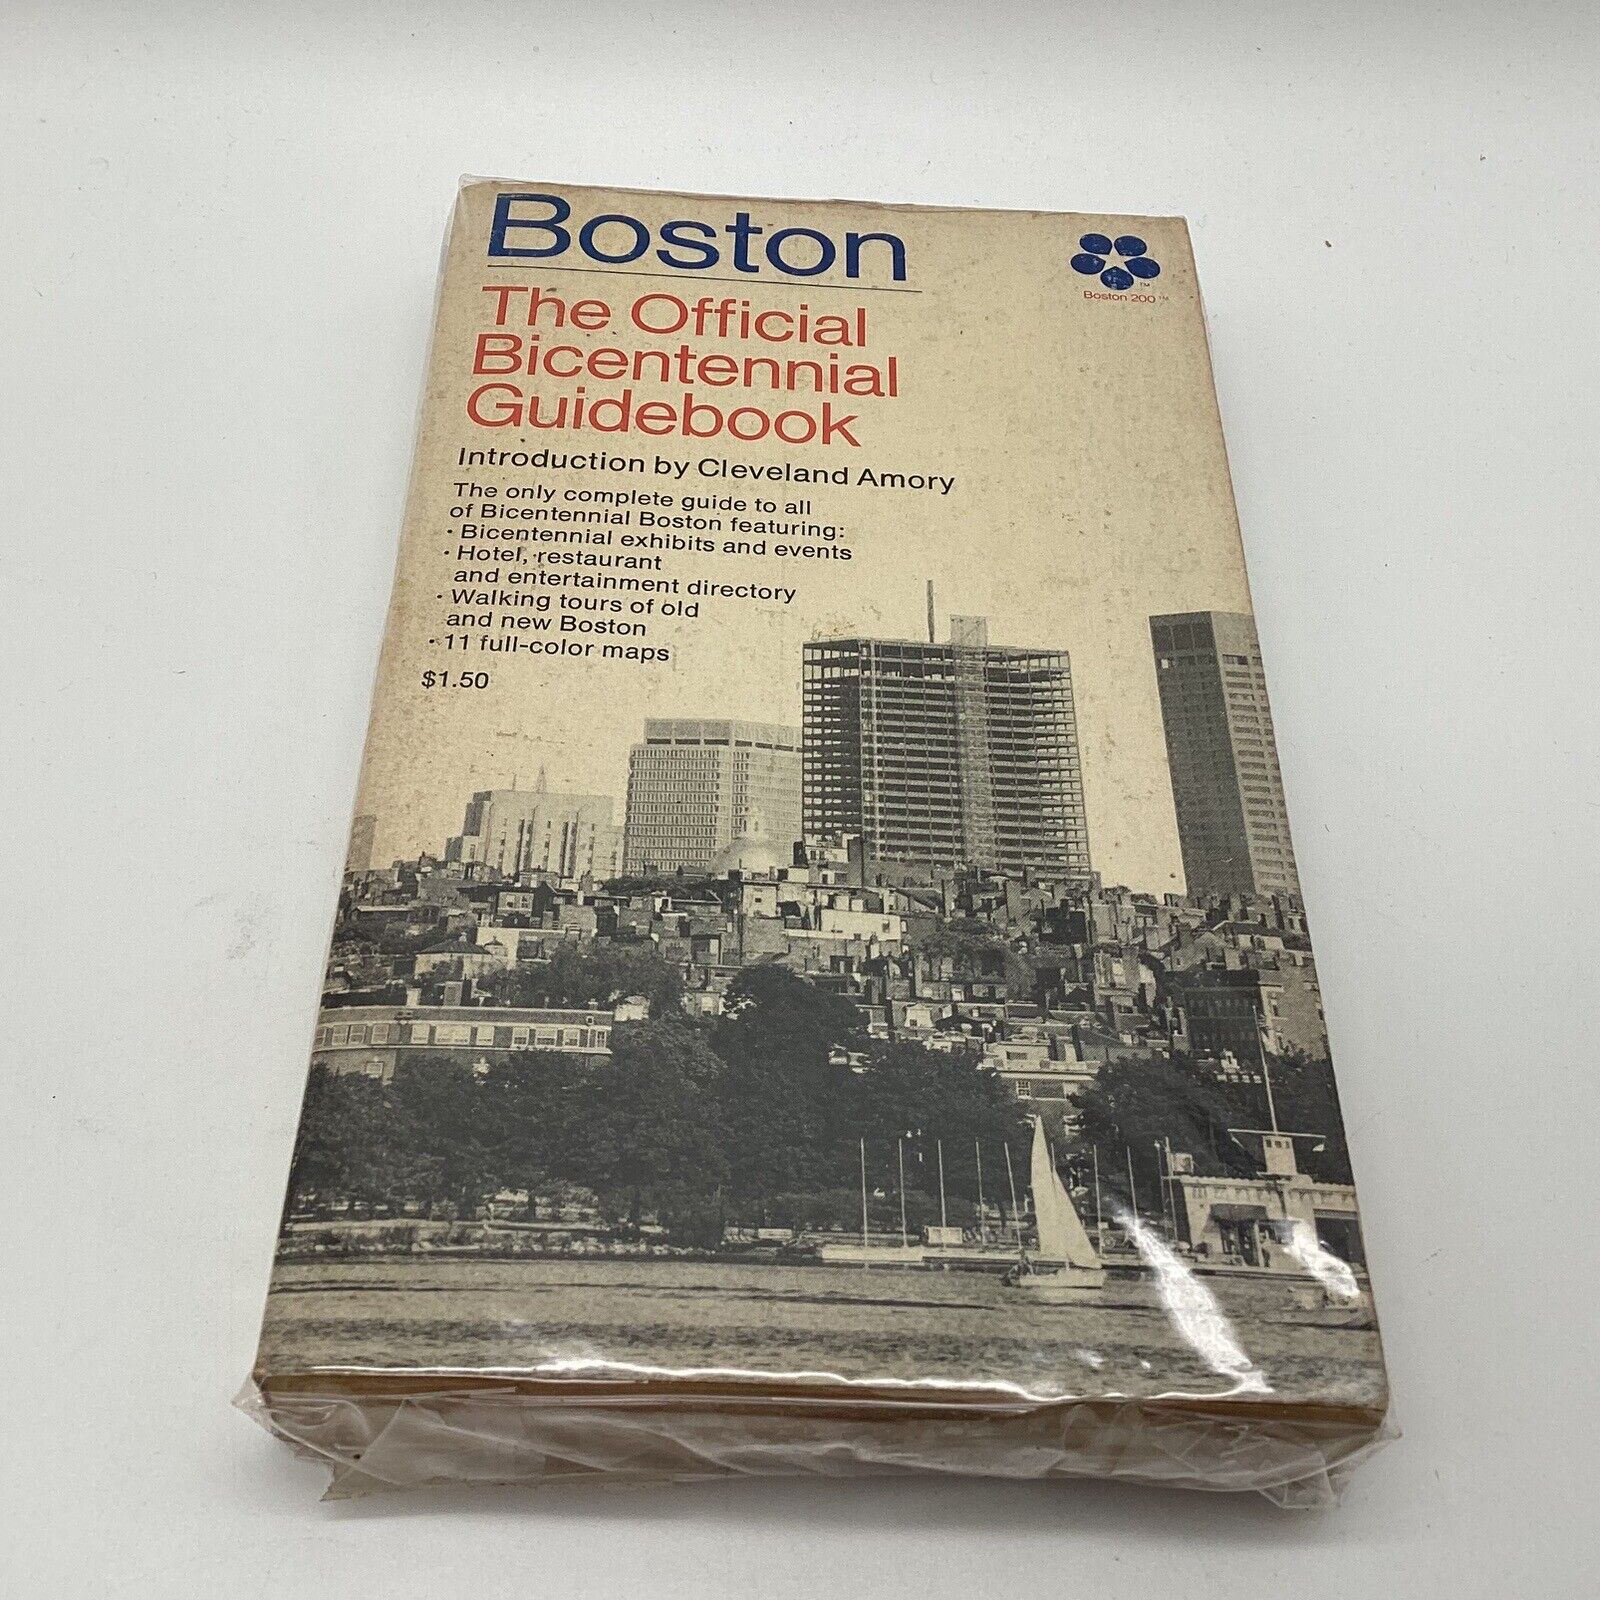 Boston
The Official
Bicentennial
Guidebook
Introduction by Cleveland Amory
The only complete guide to all
of Bicentennial Boston featuring:
· Bicentennial exhibits and events
· Hotel, restaurant
and entertainment directory
· Walking tours of old
and new Boston
· 11 full-color maps
$1.50
TM
Boston 200 TM